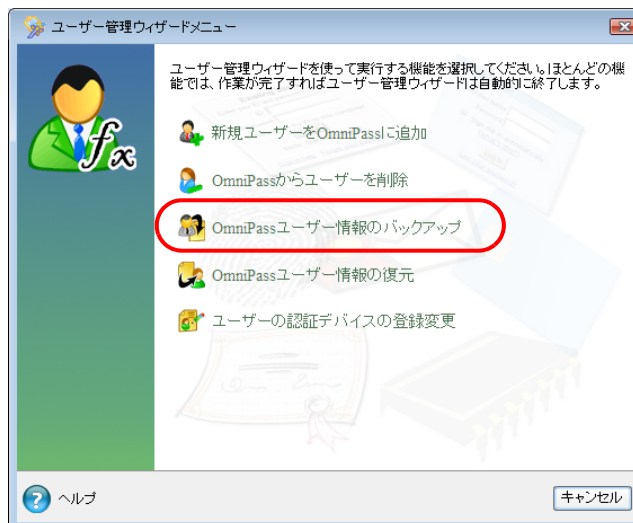 ユーザー管理ウィザードメニュー
ユーザー管理ウィザードを使って実行する機能を選択してください。ほとんどの機
能では、作業が完了すればユーザー管理ウィザードは自動的に終了します。
fx
新規ユーザーをOmniPassに追加
OmniPassからユーザーを削除
OmniPassユーザー情報のバックアップ
OmniPassユーザー情報の復元
ユーザーの認証デバイスの登録変更
ヘルプ
キャンセル